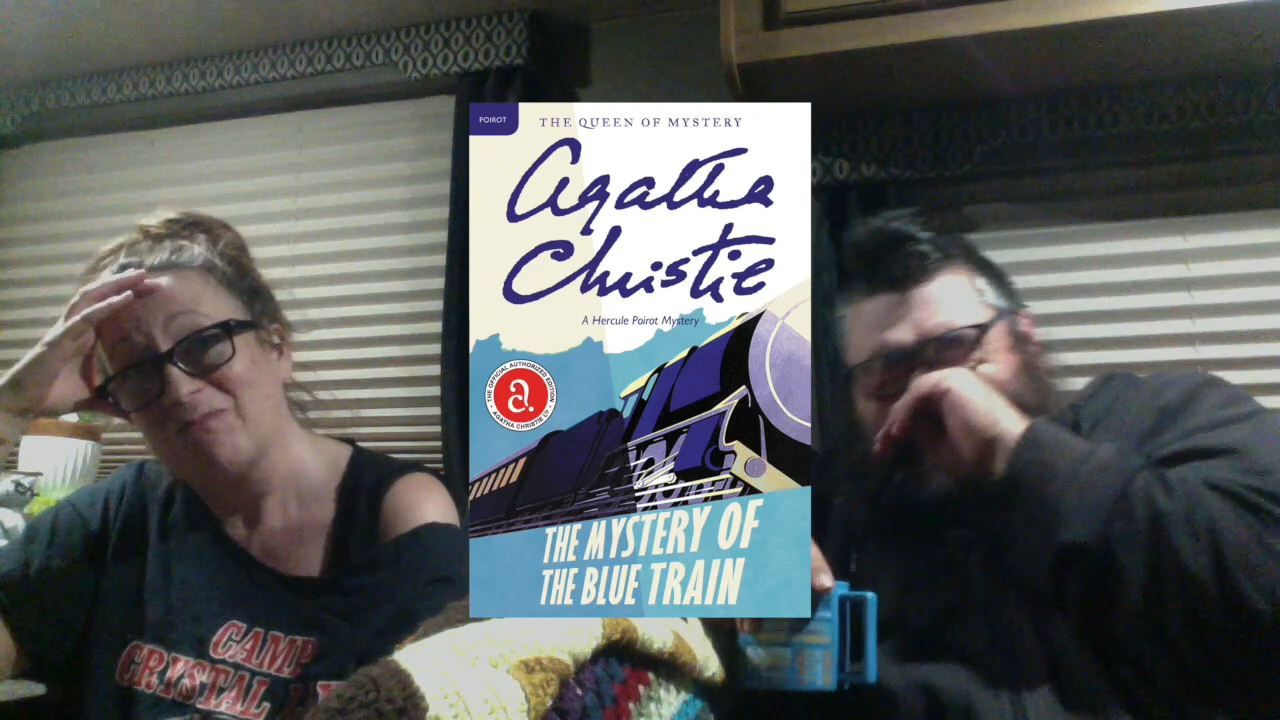 POIROT
THE QUEEN OF MYSTERY
Agatha
Christie
A Hercule Poirot Mystery
THE OFFICIAL AUTHORIZED EDITION
a.
AGATHA CHRISTIE LTD
THE MYSTERY OF
THE BLUE TRAIN
CAMP
CRYSTAL